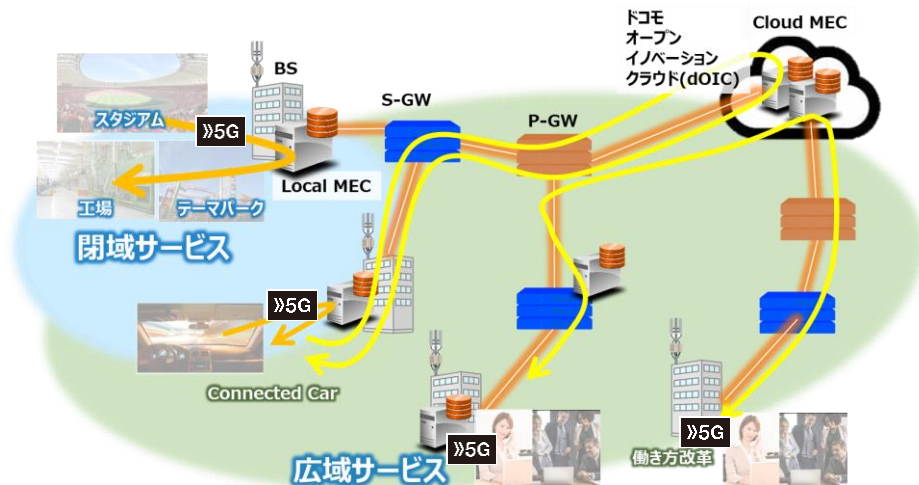 ドコモ
オープン
イノベーション
クラウド(dOIC)
Cloud MEC
BS
S-GW
P-GW
スタジアム
》5G
Local MEC
工場
テーマパーク
閉域サービス
》5G
Connected Car
広域サービス
》5G
》5G
働き方改革